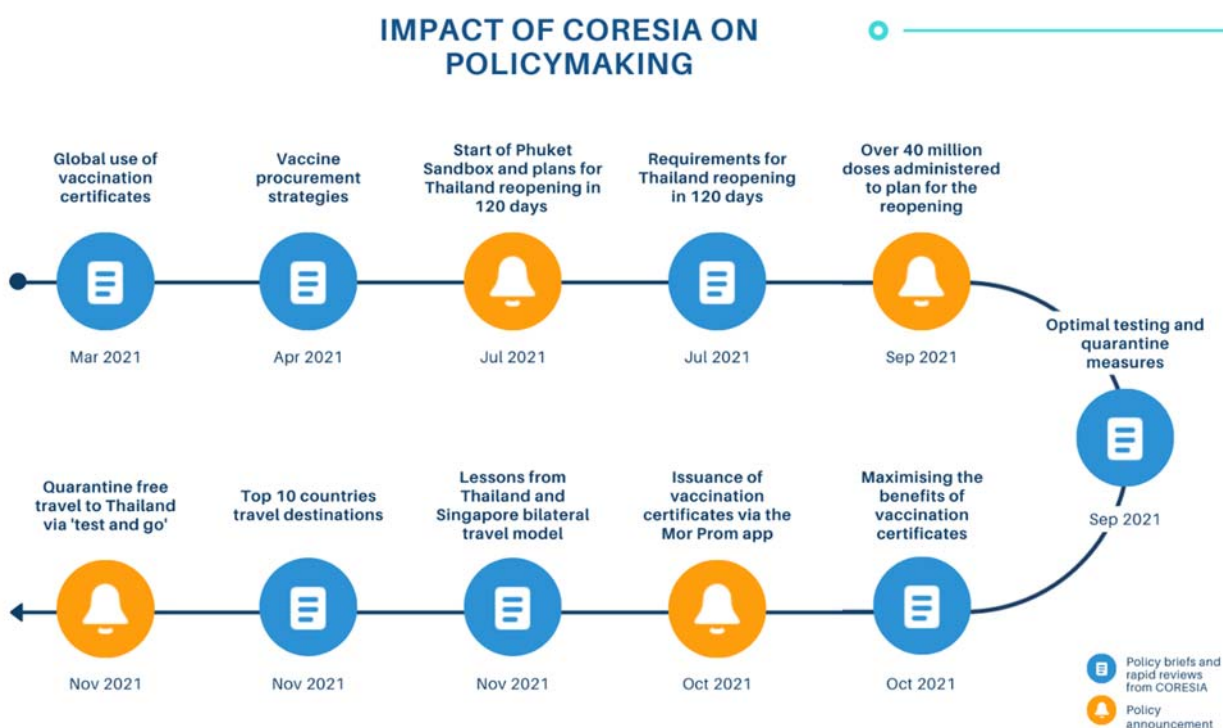 IMPACT OF CORESIA ON
POLICYMAKING
Global use of
vaccination
certificates
Mar 2021
Vaccine
procurement
strategies
Apr 2021
Start of Phuket
Sandbox and plans for
Thailand reopening in
120 days
Jul 2021
Requirements for
Thailand reopening
in 120 days
Jul 2021
Over 40 million
doses administered
to plan for the
reopening
Sep 2021
Optimal testing and
quarantine
measures
Sep 2021
Maximising the
benefits of
vaccination
certificates
Oct 2021
Issuance of
vaccination
certificates via the
Mor Prom app
Oct 2021
Lessons from
Thailand and
Singapore bilateral
travel model
Nov 2021
Top 10 countries
travel destinations
Nov 2021
Quarantine free
travel to Thailand
via 'test and go'
Nov 2021
Policy briefs and
rapid reviews
from CORESIA
Policy
announcement